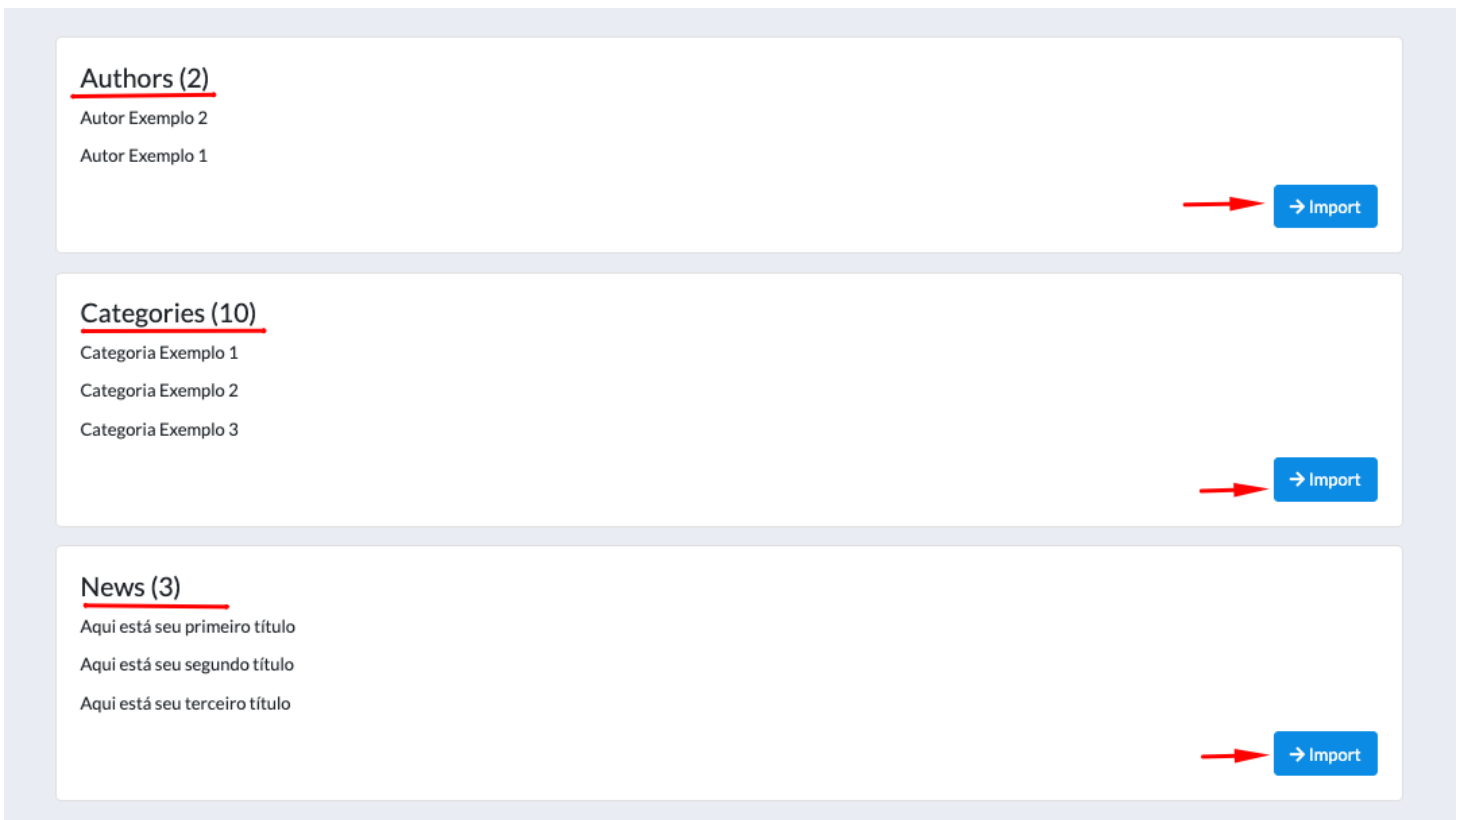 Authors (2)
Autor Exemplo 2
Autor Exemplo 1
Import
Categories (10)
Categoria Exemplo 1
Categoria Exemplo 2
Categoria Exemplo 3
Import
News (3)
Aqui está seu primeiro título
Aqui está seu segundo título
Aqui está seu terceiro título
Import